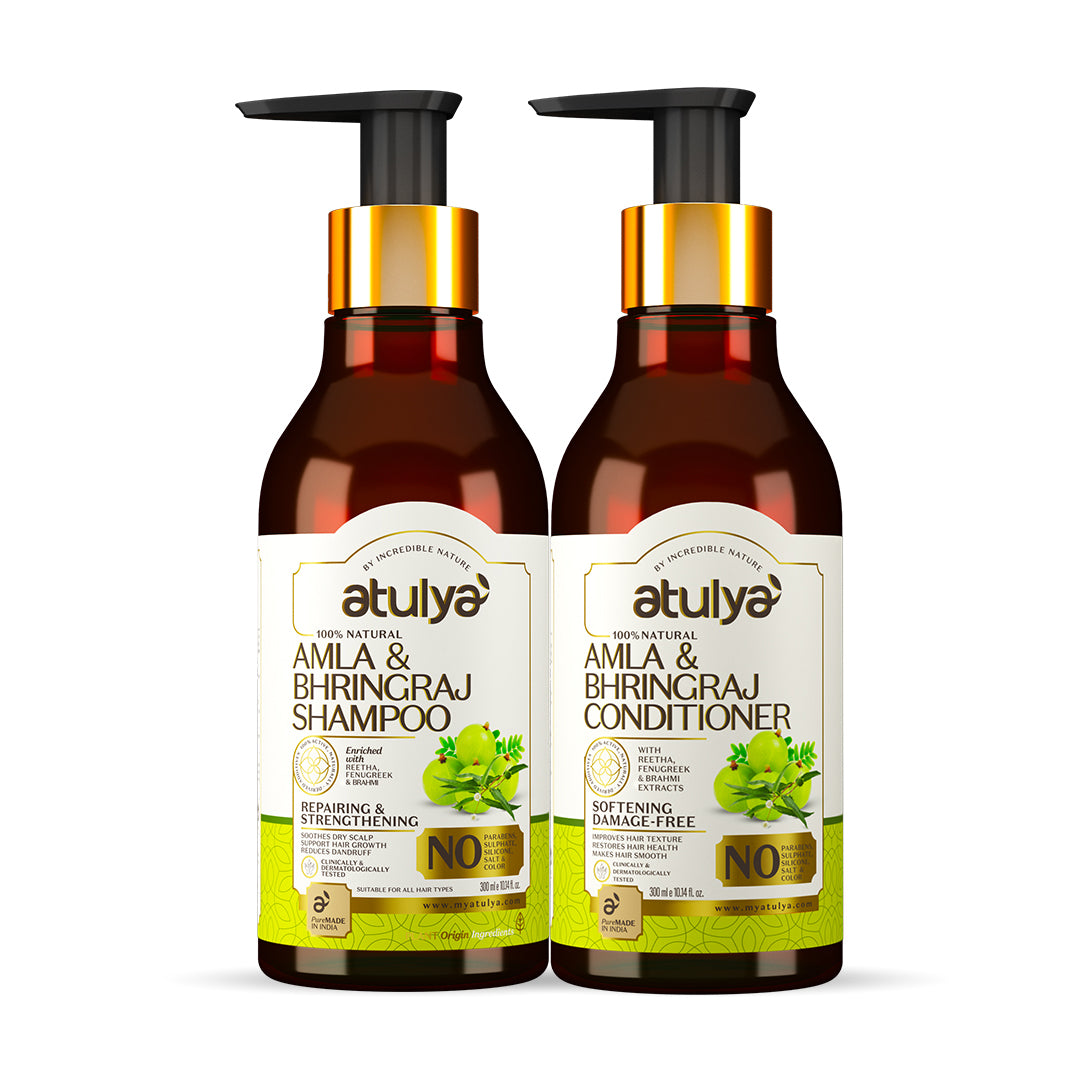 BY INCREDIBLE NATURE
atulya
100% NATURAL
AMLA &
BHRINGRAJ
SHAMPOO
Enriched
with
REETHA,
FENUGREEK
& BRAHMI
REPAIRING &
STRENGTHENING
SOOTHES DRY SCALP
SUPPORT HAIR GROWTH
REDUCES DANDRUFF
CLINICALLY &
DERMATOLOGICALLY
TESTED
NO
PARABENS,
SULPHATE,
SILICONE,
SALT &
COLOR
SUITABLE FOR ALL HAIR TYPES
300 ml e 10.14 fl. oz.
www.myatulya.com
PureMADE
IN INDIA
Origin Ingredients
BY INCREDIBLE NATURE
atulya
100% NATURAL
AMLA &
BHRINGRAJ
CONDITIONER
WITH
REETHA,
FENUGREEK
& BRAHMI
EXTRACTS
SOFTENING
DAMAGE-FREE
IMPROVES HAIR TEXTURE
RESTORES HAIR HEALTH
MAKES HAIR SMOOTH
CLINICALLY &
DERMATOLOGICALLY
TESTED
NO
PARABENS,
SULPHATE,
SILICONE,
SALT &
COLOR
300 ml e 10.14 fl. oz.
www.myatulya.com
PureMADE
IN INDIA